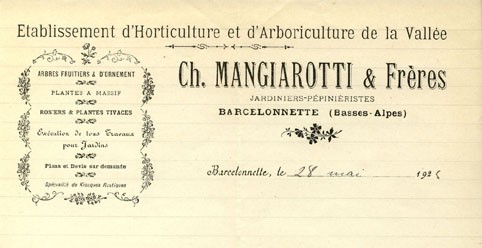 Etablissement d'Horticulture et d'Arboriculture de la Vallée
ARBRES FRUITIERS & D'ORNEMENT
PLANTES A MASSIF
ROSIERS & PLANTES VIVACES
Exécution de tous Travaux
pour Jardins
Plans et Devis sur demande
Spécialité de Kiosques Rustiques
Ch. MANGIAROTTI & Frères
JARDINIERS-PÉPINIÉRISTES
BARCELONNETTE (Basses-Alpes)
Barcelonnette, le 28 mai 192